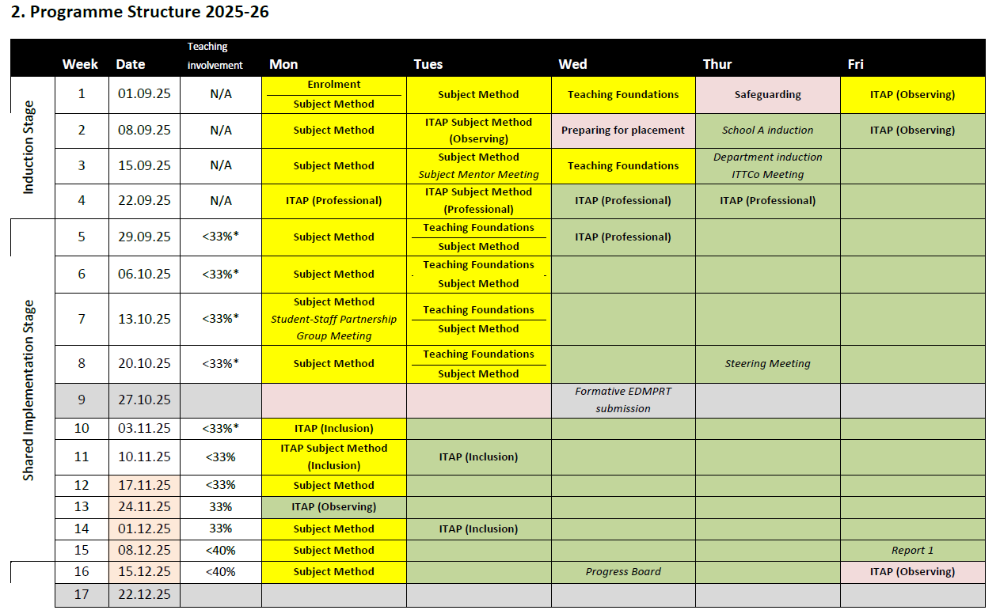 2. Programme Structure 2025-26
Week Date Teaching involvement Mon Tues Wed Thur Fri
Induction Stage
1 01.09.25 N/A Enrolment Subject Method Subject Method Teaching Foundations Safeguarding ITAP (Observing)
2 08.09.25 N/A Subject Method ITAP Subject Method (Observing) Preparing for placement School A induction ITAP (Observing)
3 15.09.25 N/A Subject Method Subject Method Subject Mentor Meeting Teaching Foundations Department induction ITTCo Meeting
4 22.09.25 N/A ITAP (Professional) ITAP Subject Method (Professional) ITAP (Professional) ITAP (Professional)
Shared Implementation Stage
5 29.09.25 <33%* Subject Method Teaching Foundations Subject Method ITAP (Professional)
6 06.10.25 <33%* Subject Method Teaching Foundations Subject Method
7 13.10.25 <33%* Subject Method Student-Staff Partnership Group Meeting Teaching Foundations Subject Method
8 20.10.25 <33%* Subject Method Teaching Foundations Subject Method Steering Meeting
9 27.10.25 Formative EDMPRT submission
10 03.11.25 <33%* ITAP (Inclusion)
11 10.11.25 <33% ITAP Subject Method (Inclusion) ITAP (Inclusion)
12 17.11.25 <33% Subject Method
13 24.11.25 33% ITAP (Observing)
14 01.12.25 33% Subject Method ITAP (Inclusion)
15 08.12.25 <40% Subject Method Report 1
16 15.12.25 <40% Subject Method Progress Board ITAP (Observing)
17 22.12.25